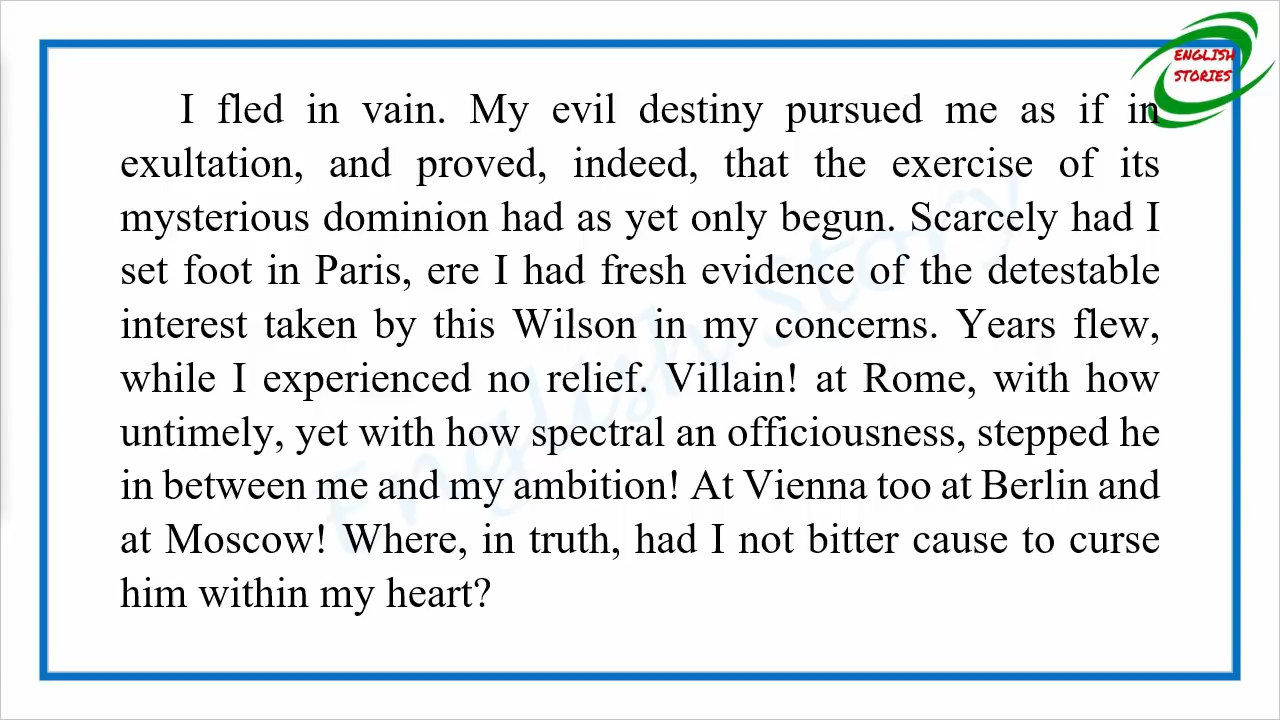 ENGLISH
STORIES
I fled in vain. My evil destiny pursued me as if in
exultation, and proved, indeed, that the exercise of its
mysterious dominion had as yet only begun. Scarcely had I
set foot in Paris, ere I had fresh evidence of the detestable
interest taken by this Wilson in my concerns. Years flew,
while I experienced no relief. Villain! at Rome, with how
untimely, yet with how spectral an officiousness, stepped he
in between me and my ambition! At Vienna too at Berlin and
at Moscow! Where, in truth, had I not bitter cause to curse
him within my heart?
English Story